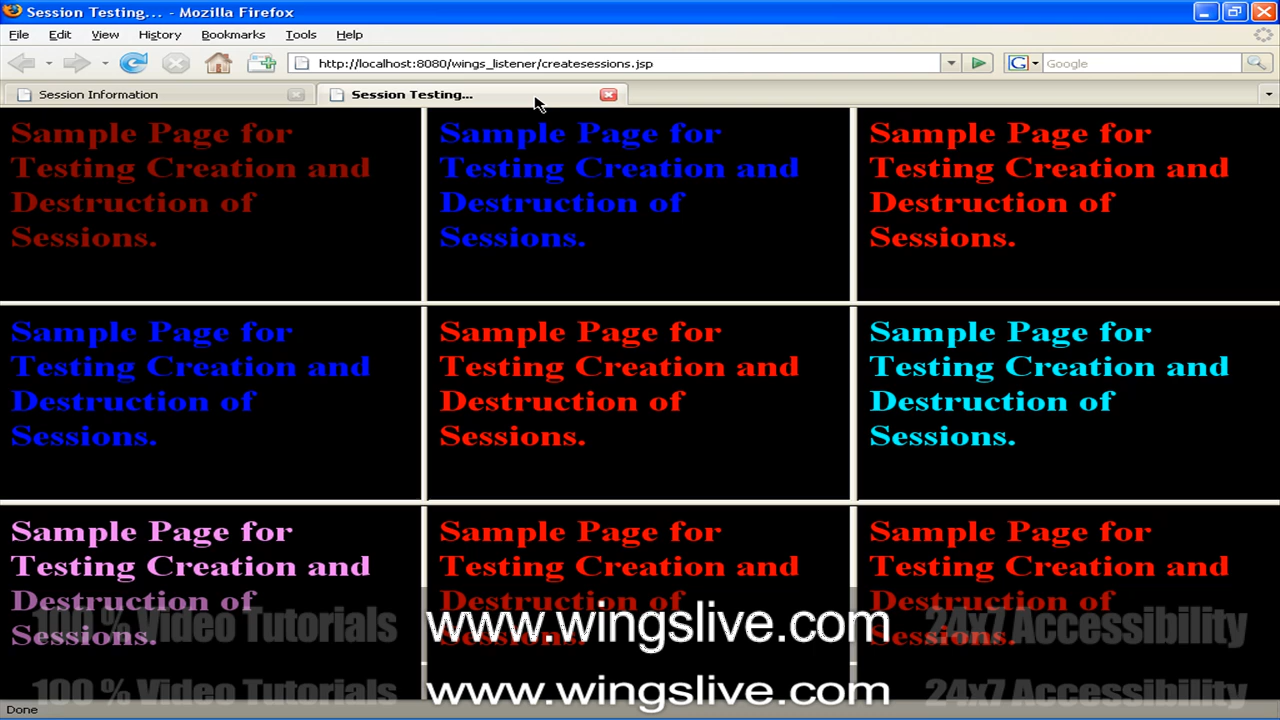 Session Testing... - Mozilla Firefox
File Edit View History Bookmarks Tools Help
http://localhost:8080/wings_listener/createsessions.jsp
Google
Session Information
Session Testing...
Sample Page for
Testing Creation and
Destruction of
Sessions.
Sample Page for
Testing Creation and
Destruction of
Sessions.
Sample Page for
Testing Creation and
Destruction of
Sessions.
Sample Page for
Testing Creation and
Destruction of
Sessions.
Sample Page for
Testing Creation and
Destruction of
Sessions.
Sample Page for
Testing Creation and
Destruction of
Sessions.
Sample Page for
Testing Creation and
Destruction of
Sessions.
Sample Page for
Testing Creation and
Destruction of
Sessions.
Sample Page for
Testing Creation and
Destruction of
Sessions.
100 % Video Tutorials
www.wingslive.com
24x7 Accessibility
100 % Video Tutorials
www.wingslive.com
24x7 Accessibility
Done